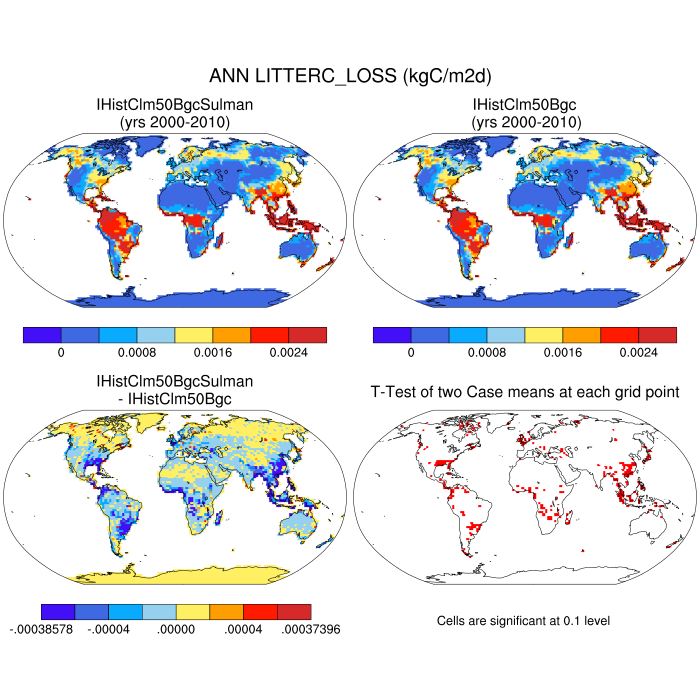 ANN LITTERC_LOSS (kgC/m2d)
IHistClm50BgcSulman
(yrs 2000-2010)
IHistClm50Bgc
(yrs 2000-2010)
0 0.0008 0.0016 0.0024
0 0.0008 0.0016 0.0024
IHistClm50BgcSulman
- IHistClm50Bgc
T-Test of two Case means at each grid point
-.00038578 -.00004 .00000 .00004 .00037396
Cells are significant at 0.1 level